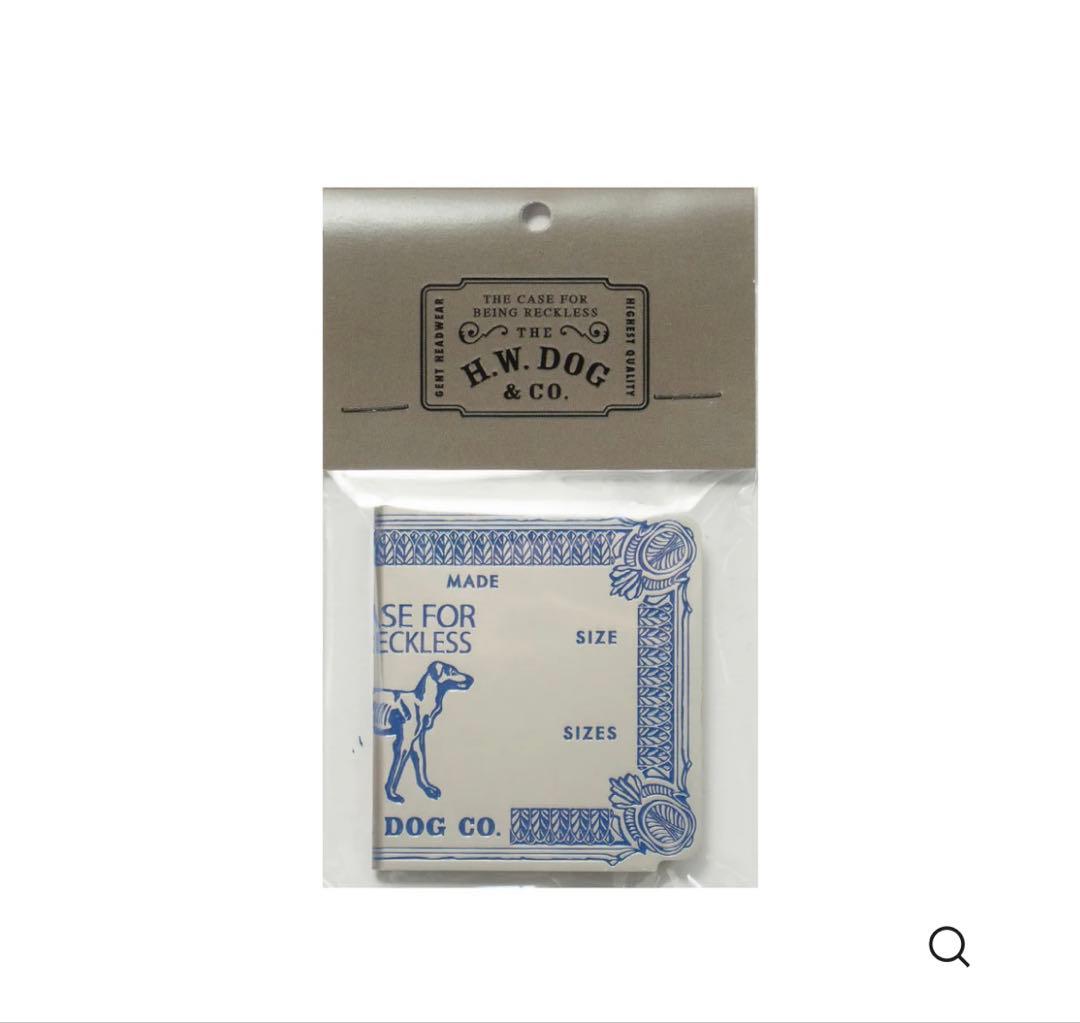 THE CASE FOR
BEING RECKLESS
THE
H.W. DOG
& CO.
GENT HEADWEAR
HIGHEST QUALITY
MADE
ASE FOR
ECKLESS
SIZE
SIZES
DOG CO.